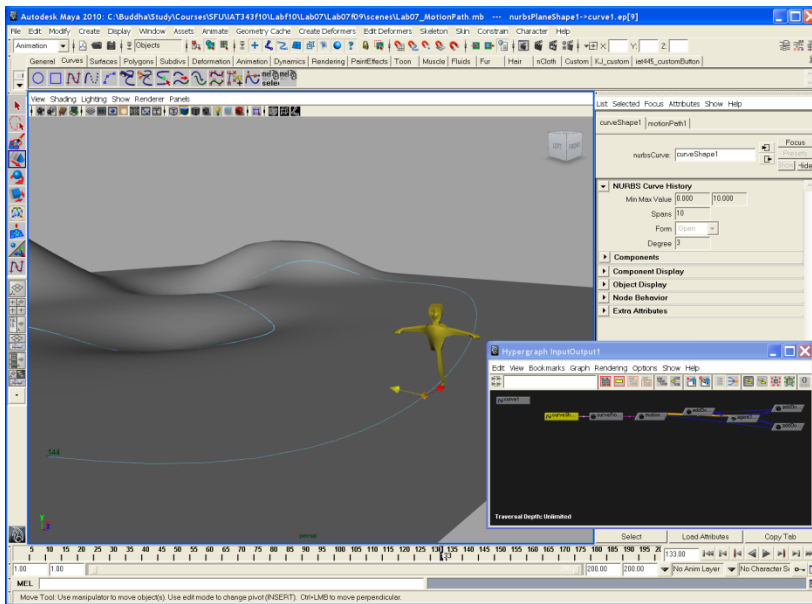 Autodesk Maya 2010: C:\Buddha\Study\Courses\SFU\IAT343f10\Labf10\Lab07\Lab07f09\scenes\Lab07_MotionPath.mb --- nurbsPlaneShape1->curve1.ep[9]
File Edit Modify Create Display Window Assets Animate Geometry Cache Create Deformers Edit Deformers Skeleton Skin Constrain Character Help
Animation Objects X: Y: Z:
General Curves Surfaces Polygons Subdivs Deformation Animation Dynamics Rendering PaintEffects Toon Muscle Fluids Fur Hair nCloth Custom KJ_custom iat445_customButton
View Shading Lighting Show Renderer Panels
List Selected Focus Attributes Show Help
curveShape1 motionPath1
Focus
nurbsCurve: curveShape1
Presets
Show Hide
NURBS Curve History
Min Max Value 0.000 10.000
Spans 10
Form Open
Degree 3
Components
Component Display
Object Display
Node Behavior
Extra Attributes
LEFT
144
persp
Hypergraph InputOutput1
Edit View Bookmarks Graph Rendering Options Show Help
curve1
Traversal Depth: Unlimited
Select Load Attributes Copy Tab
5 10 15 20 25 30 35 40 45 50 55 60 65 70 75 80 85 90 95 100 105 110 115 120 125 130 133 140 145 150 155 160 165 170 175 180 185 190 195 133.00
1.00 1.00 200.00 200.00 No Anim Layer No Character S
MEL
Move Tool: Use manipulator to move object(s). Use edit mode to change pivot (INSERT). Ctrl+LMB to move perpendicular.